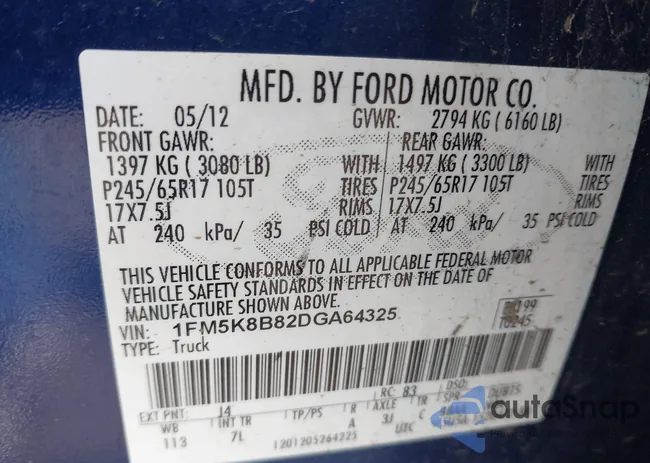 MFD. BY FORD MOTOR CO.
DATE: 05/12 GVWR: 2794 KG ( 6160 LB)
FRONT GAWR: REAR GAWR:
1397 KG ( 3080 LB) WITH 1497 KG ( 3300 LB) WITH
P245/65R17 105T TIRES P245/65R17 105T TIRES
17X7.5J RIMS 17X7.5J RIMS
AT 240 kPa/ 35 PSI COLD AT 240 kPa/ 35 PSI COLD
THIS VEHICLE CONFORMS TO ALL APPLICABLE FEDERAL MOTOR
VEHICLE SAFETY STANDARDS IN EFFECT ON THE DATE OF
MANUFACTURE SHOWN ABOVE.
VIN: 1FM5K8B82DGA64325
TYPE: Truck
T0245
RC: 83 DSO:
EXT PNT: J4
WB INT TR TP/PS R AXLE TR SPR
113 7L A 3J C
UTC
autoSnap